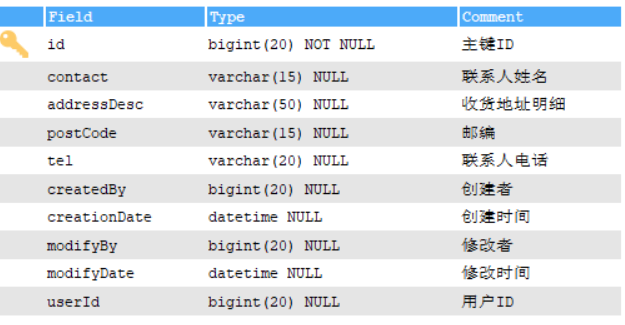 Field Type Comment
id bigint(20) NOT NULL 主键ID
contact varchar(15) NULL 联系人姓名
addressDesc varchar(50) NULL 收货地址明细
postCode varchar(15) NULL 邮编
tel varchar(20) NULL 联系人电话
createdBy bigint(20) NULL 创建者
creationDate datetime NULL 创建时间
modifyBy bigint(20) NULL 修改者
modifyDate datetime NULL 修改时间
userId bigint(20) NULL 用户ID